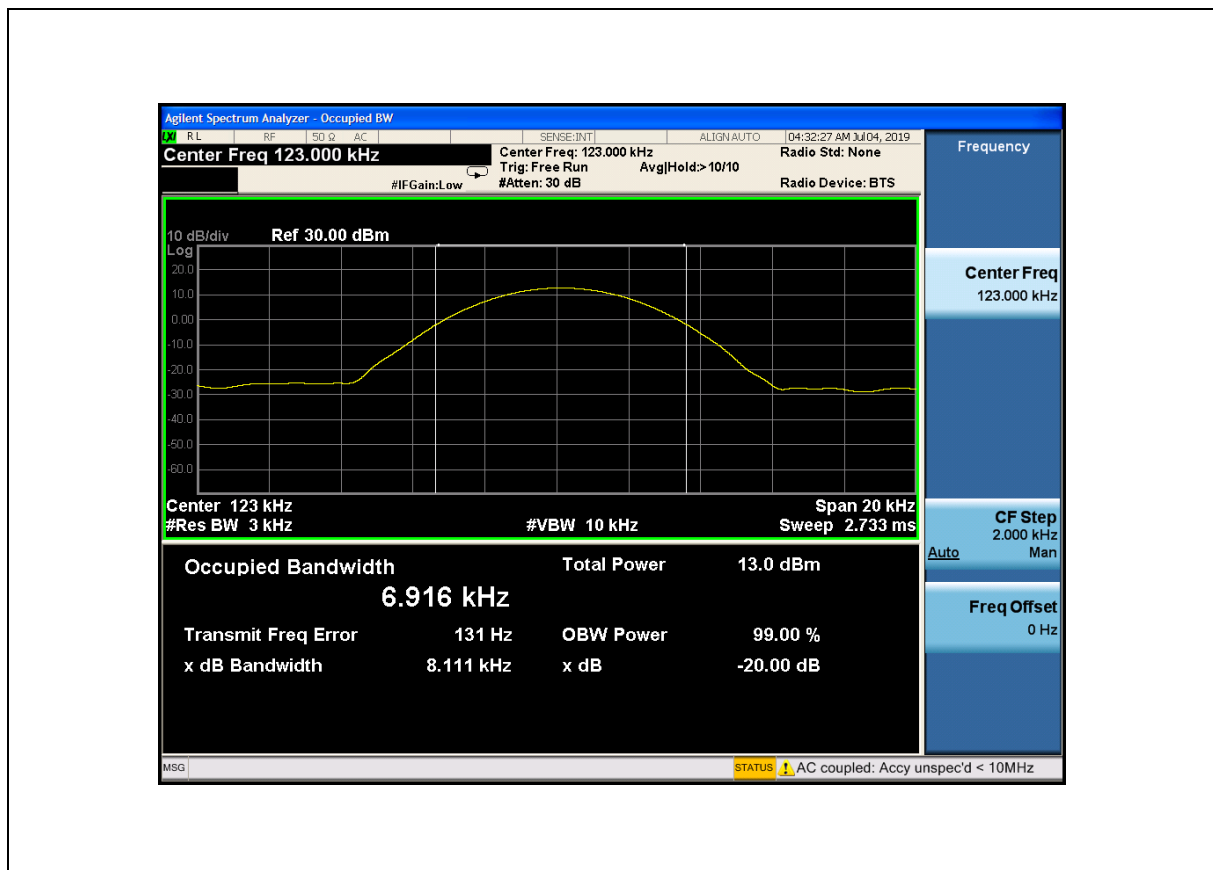 Agilent Spectrum Analyzer - Occupied BW
LXI RL RF 50 Ω AC SENSE:INT ALIGN AUTO 04:32:27 AM Jul 04, 2019
Center Freq 123.000 kHz
Center Freq: 123.000 kHz
Radio Std: None
Trig: Free Run Avg|Hold:> 10/10
#IFGain:Low
#Atten: 30 dB
Radio Device: BTS
Frequency
10 dB/div Ref 30.00 dBm
Log
20.0
10.0
0.00
-10.0
-20.0
-30.0
-40.0
-50.0
-60.0
Center 123 kHz Span 20 kHz
#Res BW 3 kHz #VBW 10 kHz Sweep 2.733 ms
Center Freq
123.000 kHz
CF Step
2.000 kHz
Auto Man
Freq Offset
0 Hz
Occupied Bandwidth Total Power 13.0 dBm
6.916 kHz
Transmit Freq Error 131 Hz OBW Power 99.00 %
x dB Bandwidth 8.111 kHz x dB -20.00 dB
MSG STATUS AC coupled: Accy unspec'd < 10MHz